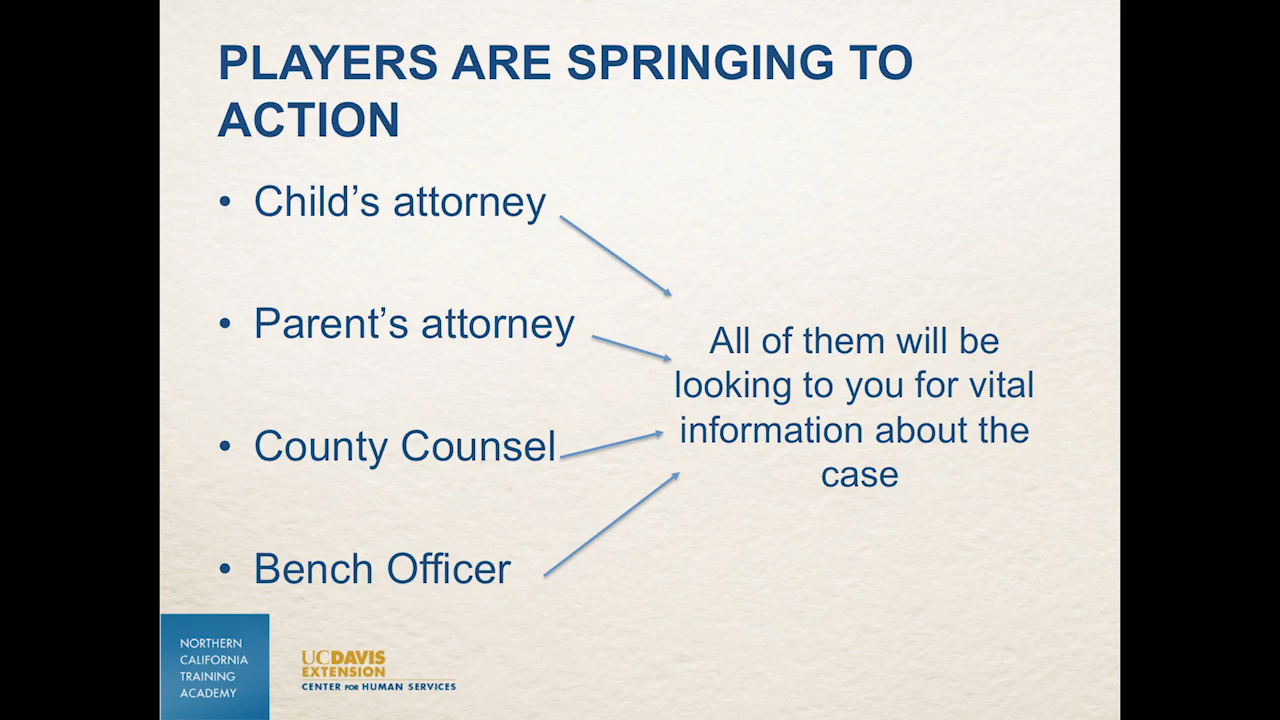 PLAYERS ARE SPRINGING TO
ACTION
• Child’s attorney
• Parent’s attorney
• County Counsel
• Bench Officer
All of them will be
looking to you for vital
information about the
case
NORTHERN
CALIFORNIA
TRAINING
ACADEMY
UCDAVIS
EXTENSION
CENTER FOR HUMAN SERVICES